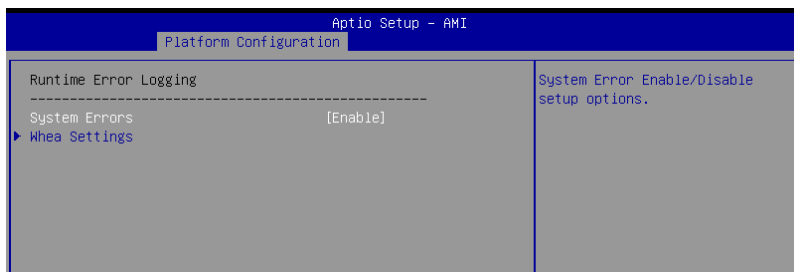 Aptio Setup – AMI
Platform Configuration
Runtime Error Logging
-------------------------------------------------
System Errors [Enable]
Whea Settings
System Error Enable/Disable
setup options.